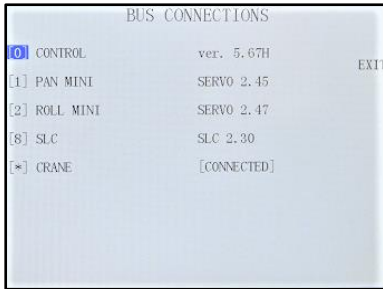 BUS CONNECTIONS
[0] CONTROL ver. 5.67H
EXIT
[1] PAN MINI SERVO 2.45
[2] ROLL MINI SERVO 2.47
[8] SLC SLC 2.30
[*] CRANE [CONNECTED]